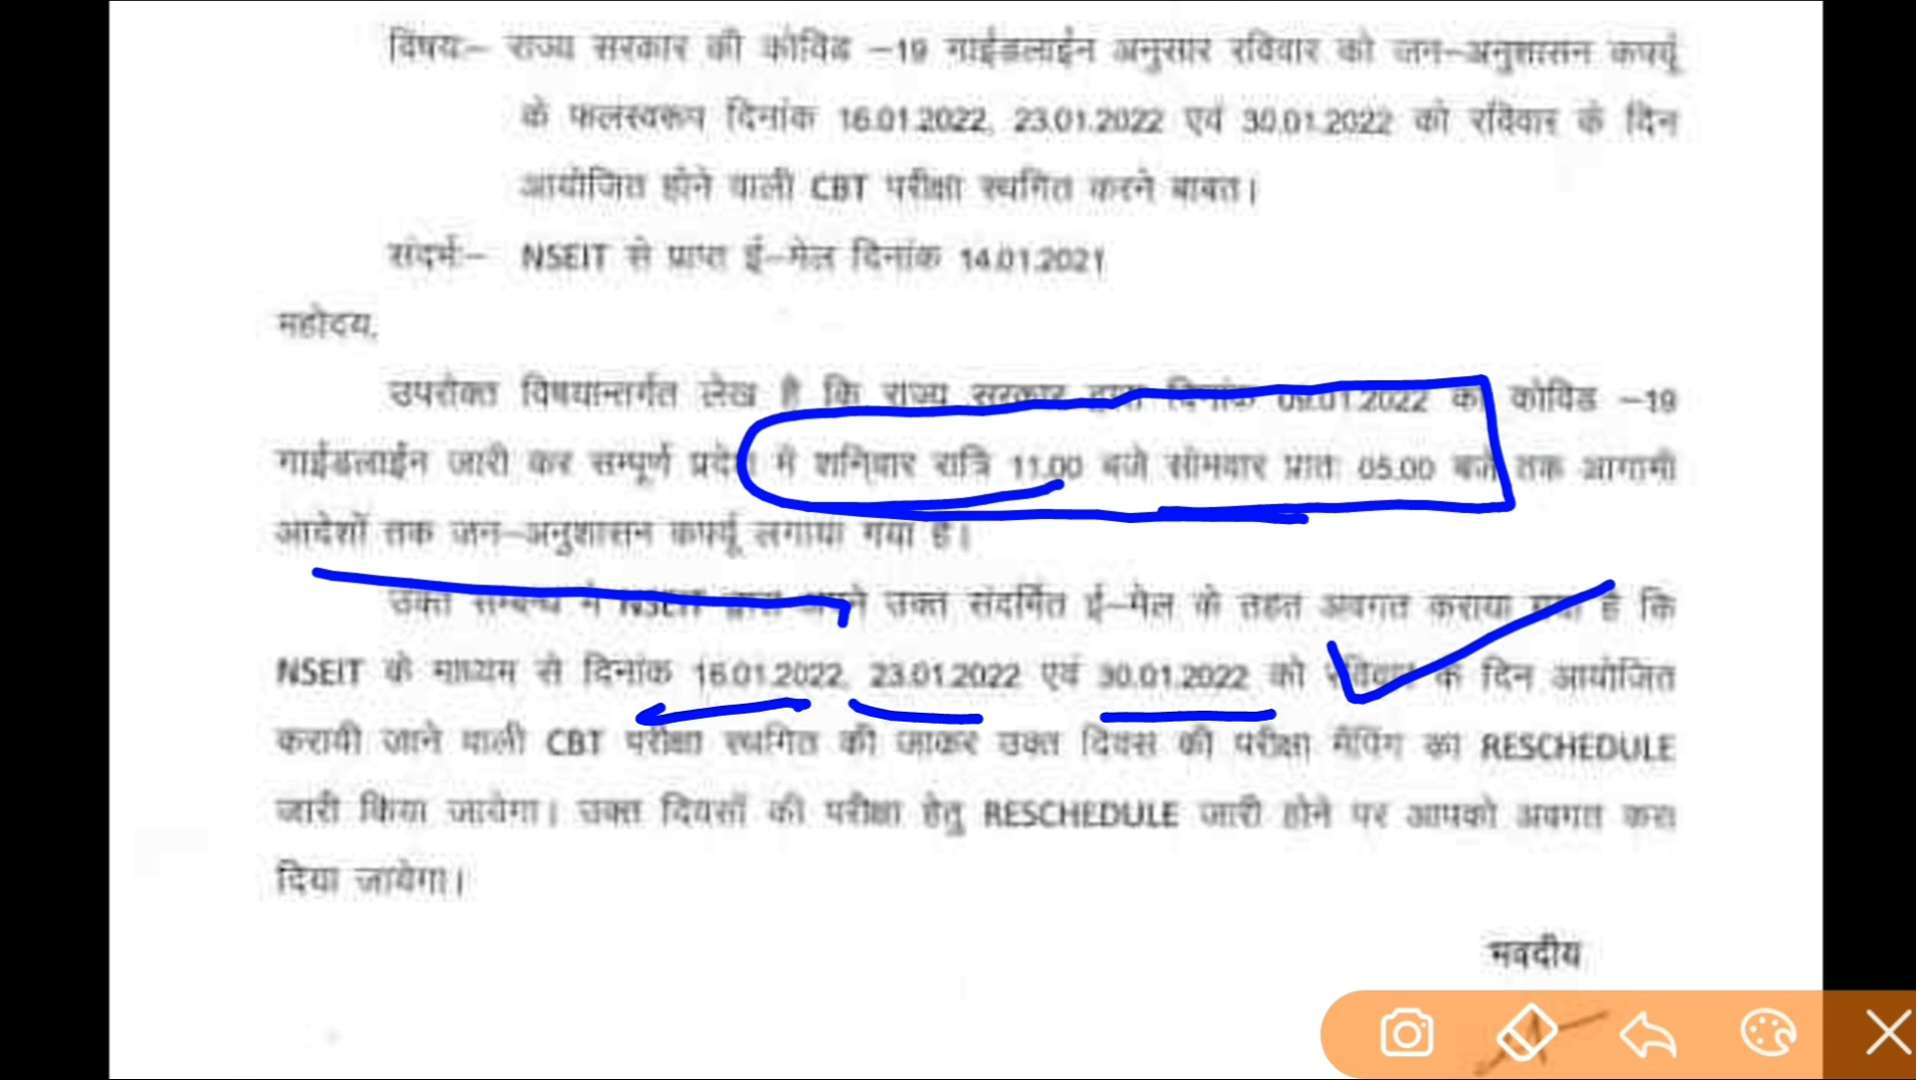 विषय:– राज्य सरकार की कोविड –19 गाईडलाईन अनुसार रविवार को जन–अनुशासन कर्फ्यू
के फलस्वरूप दिनांक 16.01.2022, 23.01.2022 एवं 30.01.2022 को रविवार के दिन
आयोजित होने वाली CBT परीक्षा स्थगित करने बाबत।
संदर्भ:– NSEIT से प्राप्त ई–मेल दिनांक 14.01.2021
महोदय,
उपरोक्त विषयान्तर्गत लेख है कि राज्य सरकार द्वारा दिनांक 09.01.2022 को कोविड –19
गाईडलाईन जारी कर सम्पूर्ण प्रदेश में शनिवार रात्रि 11.00 बजे सोमवार प्रातः 05.00 बजे तक आगामी
आदेशों तक जन–अनुशासन कर्फ्यू लगाया गया है।
उक्त सम्बन्ध में NSEIT द्वारा अपने उक्त संदर्भित ई–मेल के तहत अवगत कराया गया है कि
NSEIT के माध्यम से दिनांक 16.01.2022, 23.01.2022 एवं 30.01.2022 को रविवार के दिन आयोजित
करायी जाने वाली CBT परीक्षा स्थगित की जाकर उक्त दिवस की परीक्षा मैपिंग का RESCHEDULE
जारी किया जायेगा। उक्त दिवसों की परीक्षा हेतु RESCHEDULE जारी होने पर आपको अवगत करा
दिया जायेगा।
भवदीय